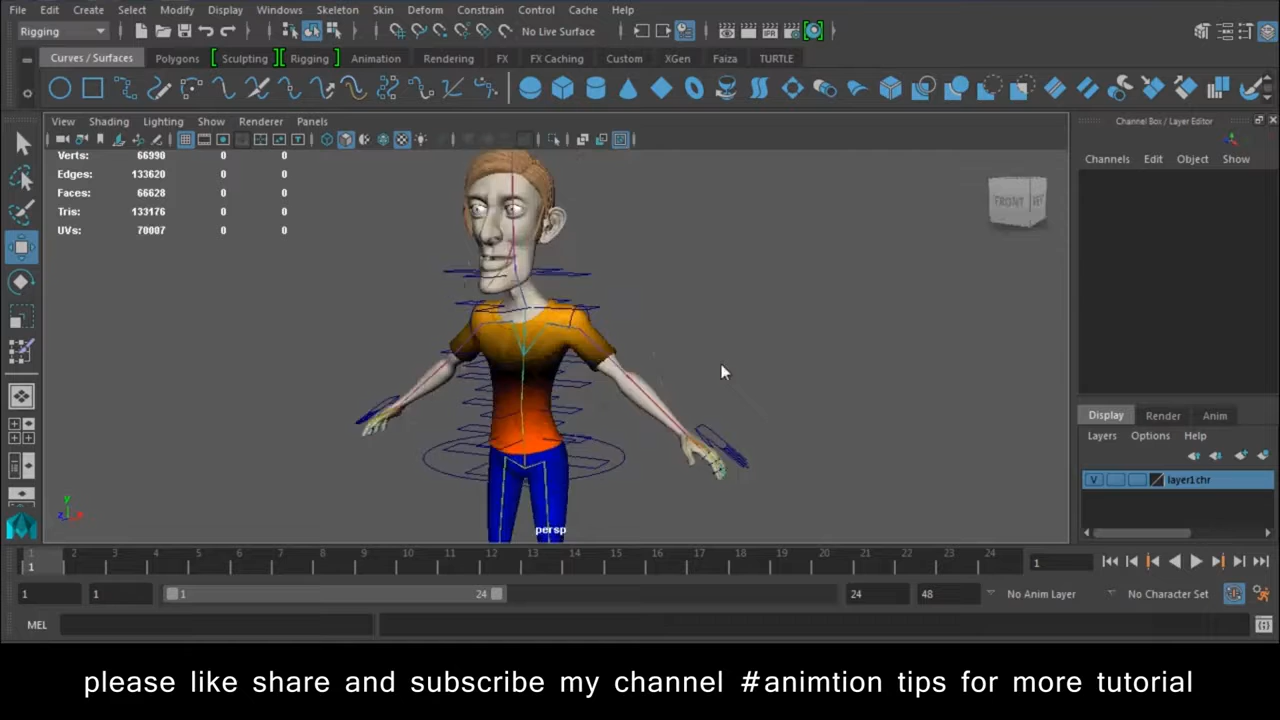 File Edit Create Select Modify Display Windows Skeleton Skin Deform Constrain Control Cache Help
Rigging No Live Surface
Curves / Surfaces Polygons Sculpting Rigging Animation Rendering FX FX Caching Custom XGen Faiza TURTLE
View Shading Lighting Show Renderer Panels
Channel Box / Layer Editor
Channels Edit Object Show
Verts: 66990 0 0
Edges: 133620 0 0
Faces: 66628 0 0
Tris: 133176 0 0
UVs: 70007 0 0
FRONT
persp
Display Render Anim
Layers Options Help
V layer1chr
1 2 3 4 5 6 7 8 9 10 11 12 13 14 15 16 17 18 19 20 21 22 23 24
1 1
1 1 1 24 24 48 No Anim Layer No Character Set
MEL
please like share and subscribe my channel #animtion tips for more tutorial